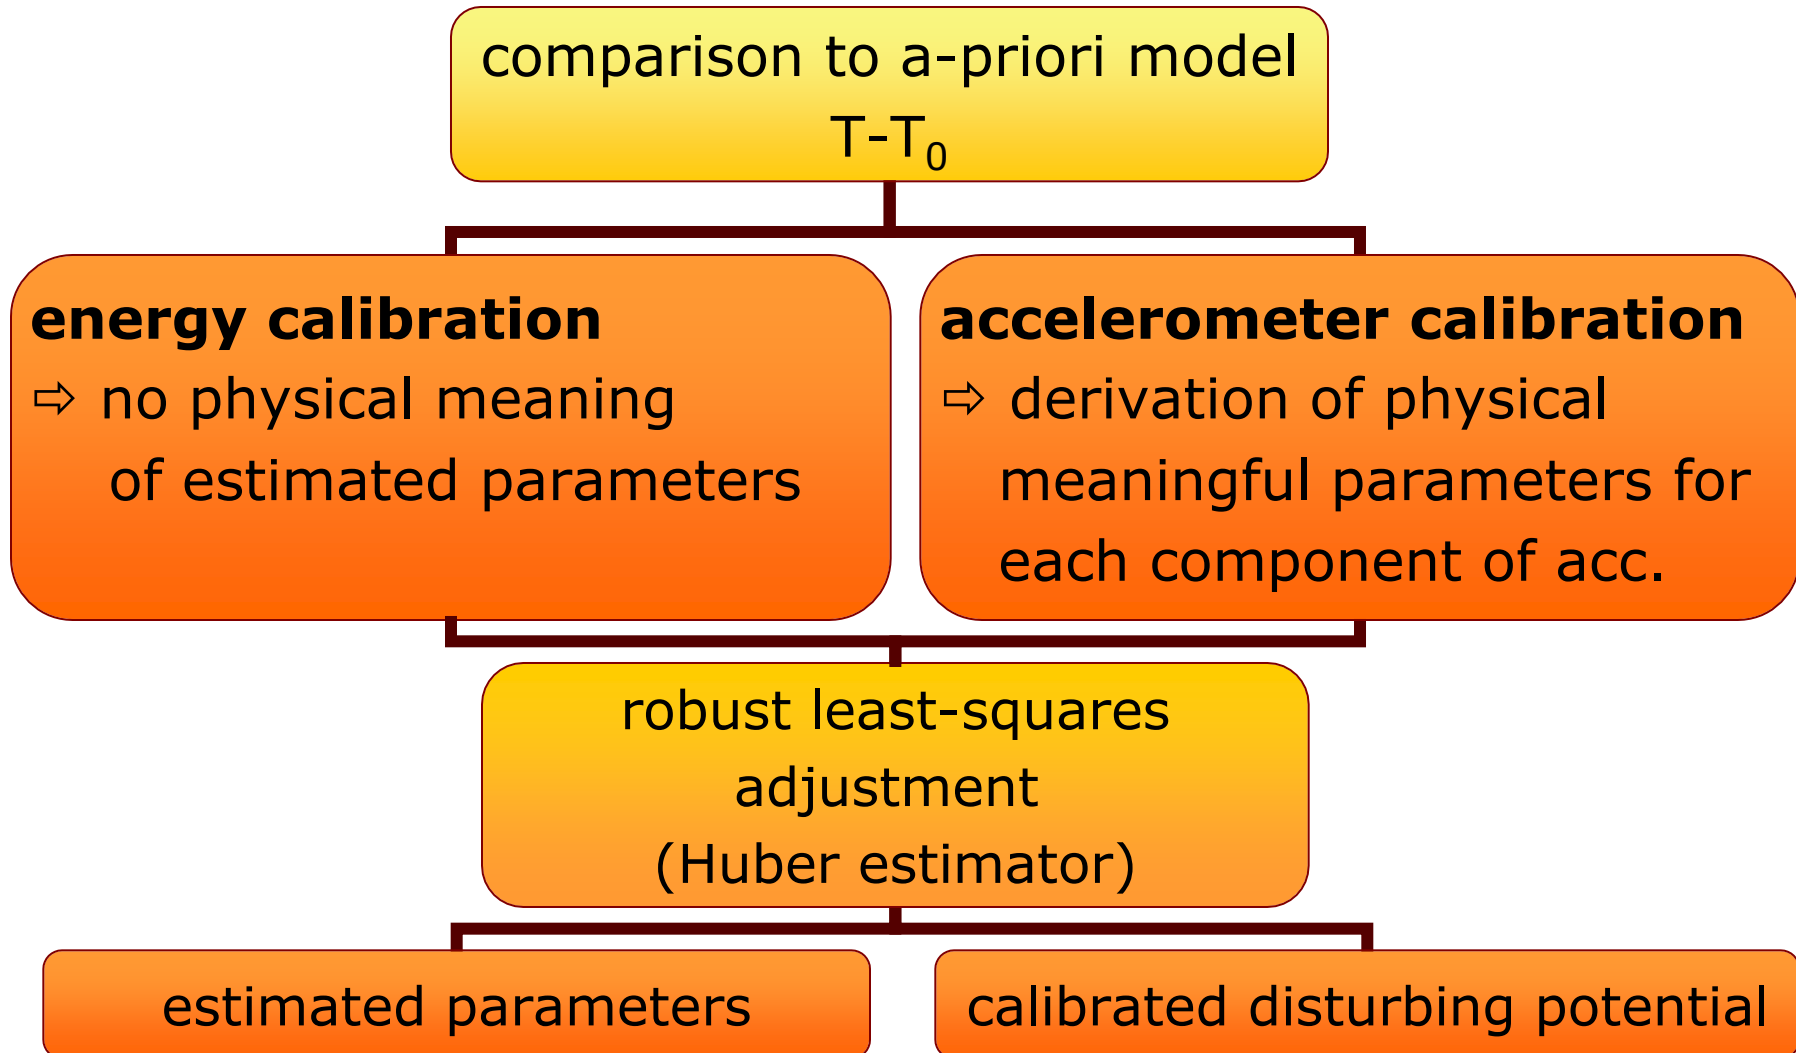 comparison to a-priori model
T-T₀
energy calibration
⇨ no physical meaning
of estimated parameters
accelerometer calibration
⇨ derivation of physical
meaningful parameters for
each component of acc.
robust least-squares
adjustment
(Huber estimator)
estimated parameters
calibrated disturbing potential